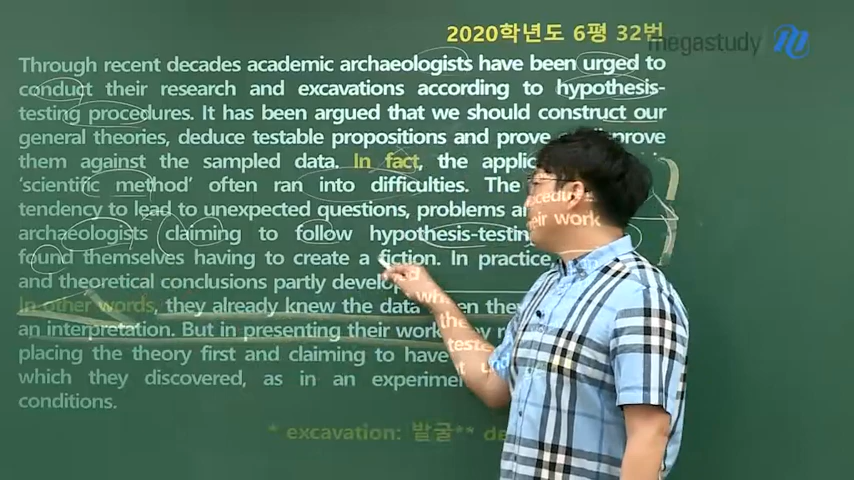 2020학년도 6평 32번
megastudy
Through recent decades academic archaeologists have been urged to
conduct their research and excavations according to hypothesis-
testing procedures. It has been argued that we should construct our
general theories, deduce testable propositions and prove or disprove
them against the sampled data. In fact, the
'scientific method' often ran into difficulties. The
tendency to lead to unexpected questions, problems
archaeologists claiming to follow hypothesis-testing
found themselves having to create a fiction. In practice
and theoretical conclusions partly
In other words, they already knew the data when
an interpretation. But in presenting their work,
placing the theory first and claiming to have
which they discovered, as in an
conditions.
* excavation: 발굴 **